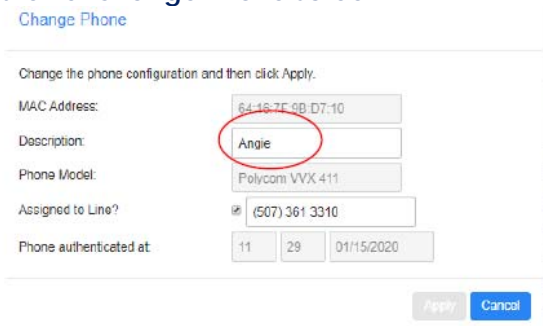 Change Phone
Change the phone configuration and then click Apply.
MAC Address: 64:16:7F:9B:D7:10
Description: Angie
Phone Model: Polycom VVX 411
Assigned to Line? (507) 361 3310
Phone authenticated at: 11 29 01/15/2020
Apply Cancel